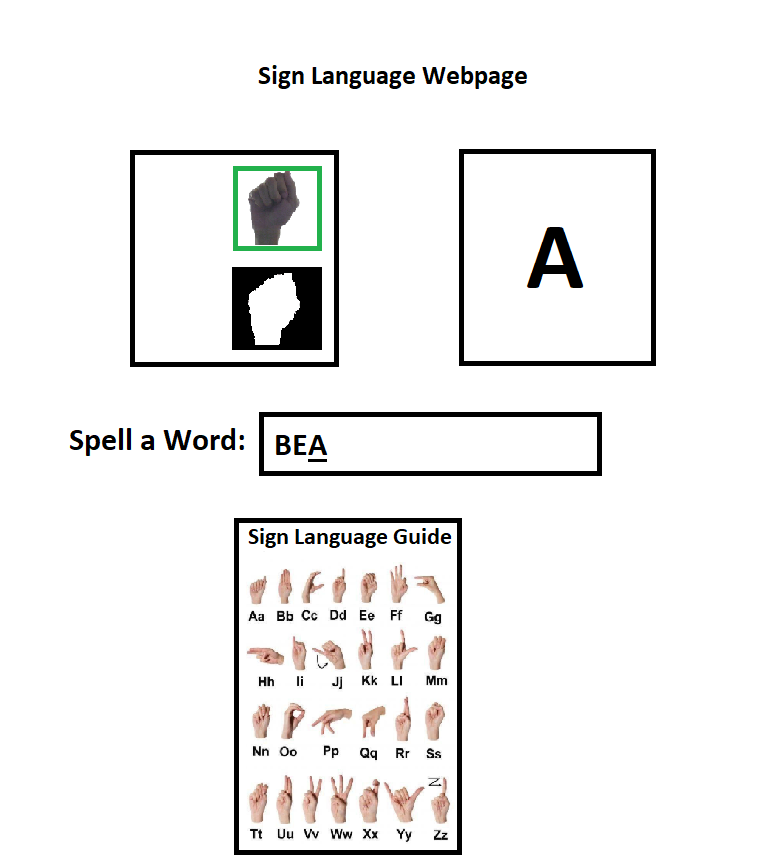 Sign Language Webpage
A
Spell a Word: BEA
Sign Language Guide
Aa Bb Cc Dd Ee Ff Gg
Hh Ii Jj Kk Ll Mm
Nn Oo Pp Qq Rr Ss
Tt Uu Vv Ww Xx Yy Zz